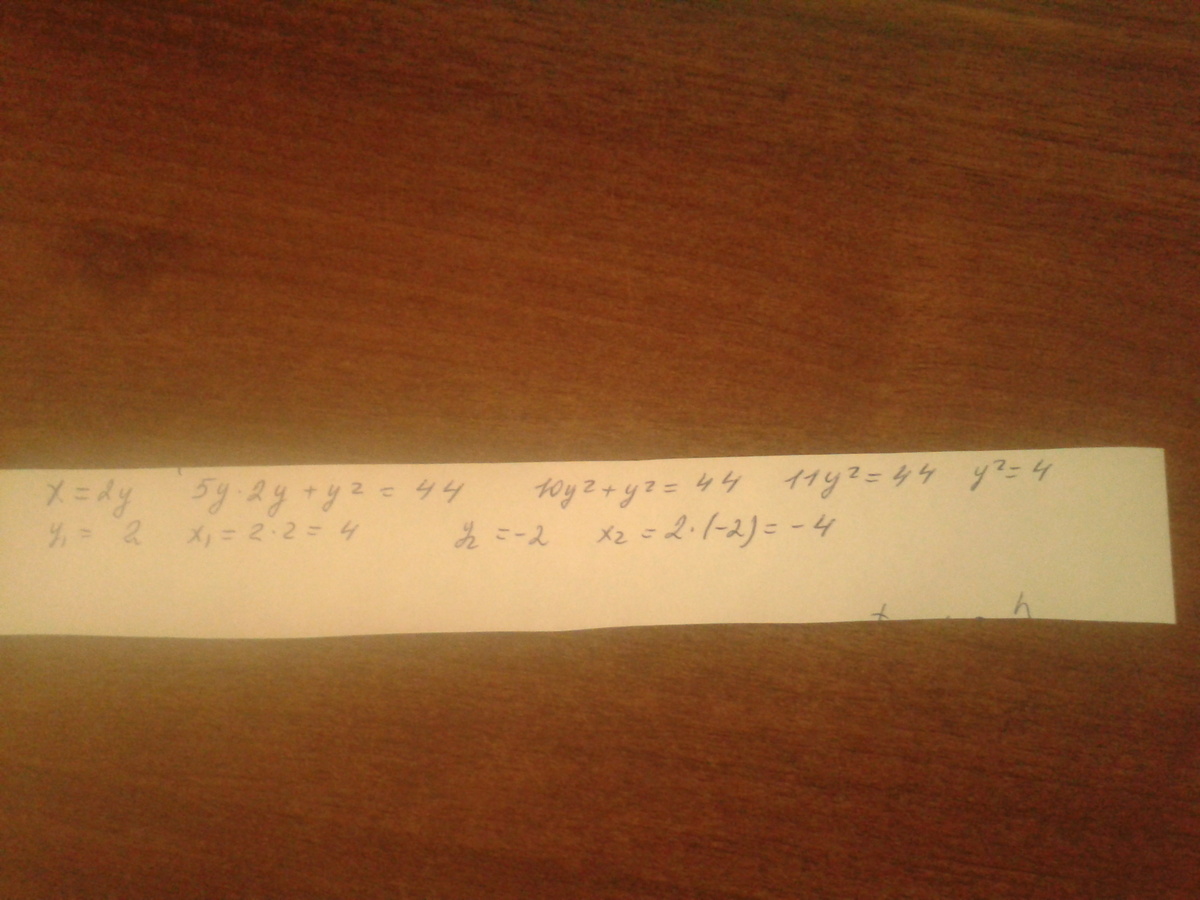 x = 2y 5y · 2y + y² = 44 10y² + y² = 44 11y² = 44 y² = 4
y₁ = 2 x₁ = 2 · 2 = 4 y₂ = -2 x₂ = 2 · (-2) = -4